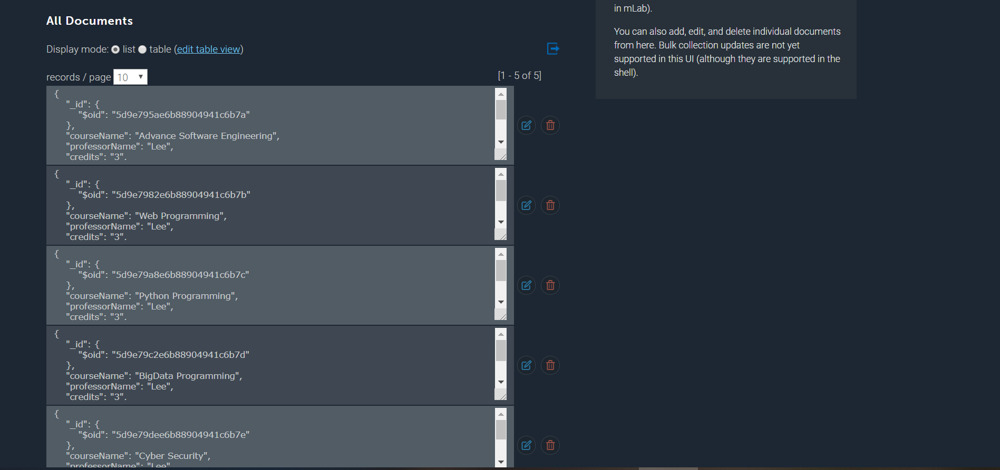 All Documents
Display mode: list table (edit table view)
records / page 10 [1 - 5 of 5]
{
"_id": {
"$oid": "5d9e795ae6b88904941c6b7a"
},
"courseName": "Advance Software Engineering",
"professorName": "Lee",
"credits": "3",
{
"_id": {
"$oid": "5d9e7982e6b88904941c6b7b"
},
"courseName": "Web Programming",
"professorName": "Lee",
"credits": "3",
{
"_id": {
"$oid": "5d9e79a8e6b88904941c6b7c"
},
"courseName": "Python Programming",
"professorName": "Lee",
"credits": "3",
{
"_id": {
"$oid": "5d9e79c2e6b88904941c6b7d"
},
"courseName": "BigData Programming",
"professorName": "Lee",
"credits": "3",
{
"_id": {
"$oid": "5d9e79dee6b88904941c6b7e"
},
"courseName": "Cyber Security",
"professorName": "Lee"
in mLab).
You can also add, edit, and delete individual documents
from here. Bulk collection updates are not yet
supported in this UI (although they are supported in the
shell).